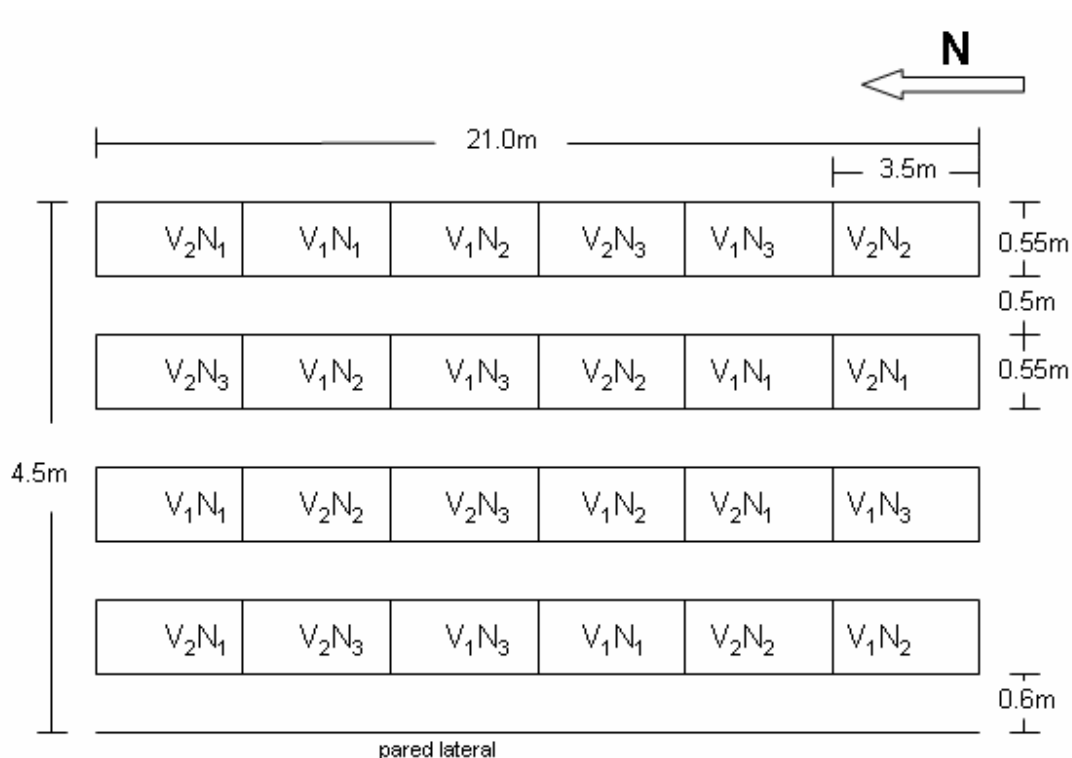 N
21.0m
3.5m
V₂N₁ V₁N₁ V₁N₂ V₂N₃ V₁N₃ V₂N₂
0.55m
0.5m
V₂N₃ V₁N₂ V₁N₃ V₂N₂ V₁N₁ V₂N₁
0.55m
4.5m
V₁N₁ V₂N₂ V₂N₃ V₁N₂ V₂N₁ V₁N₃
V₂N₁ V₂N₃ V₁N₃ V₁N₁ V₂N₂ V₁N₂
0.6m
pared lateral